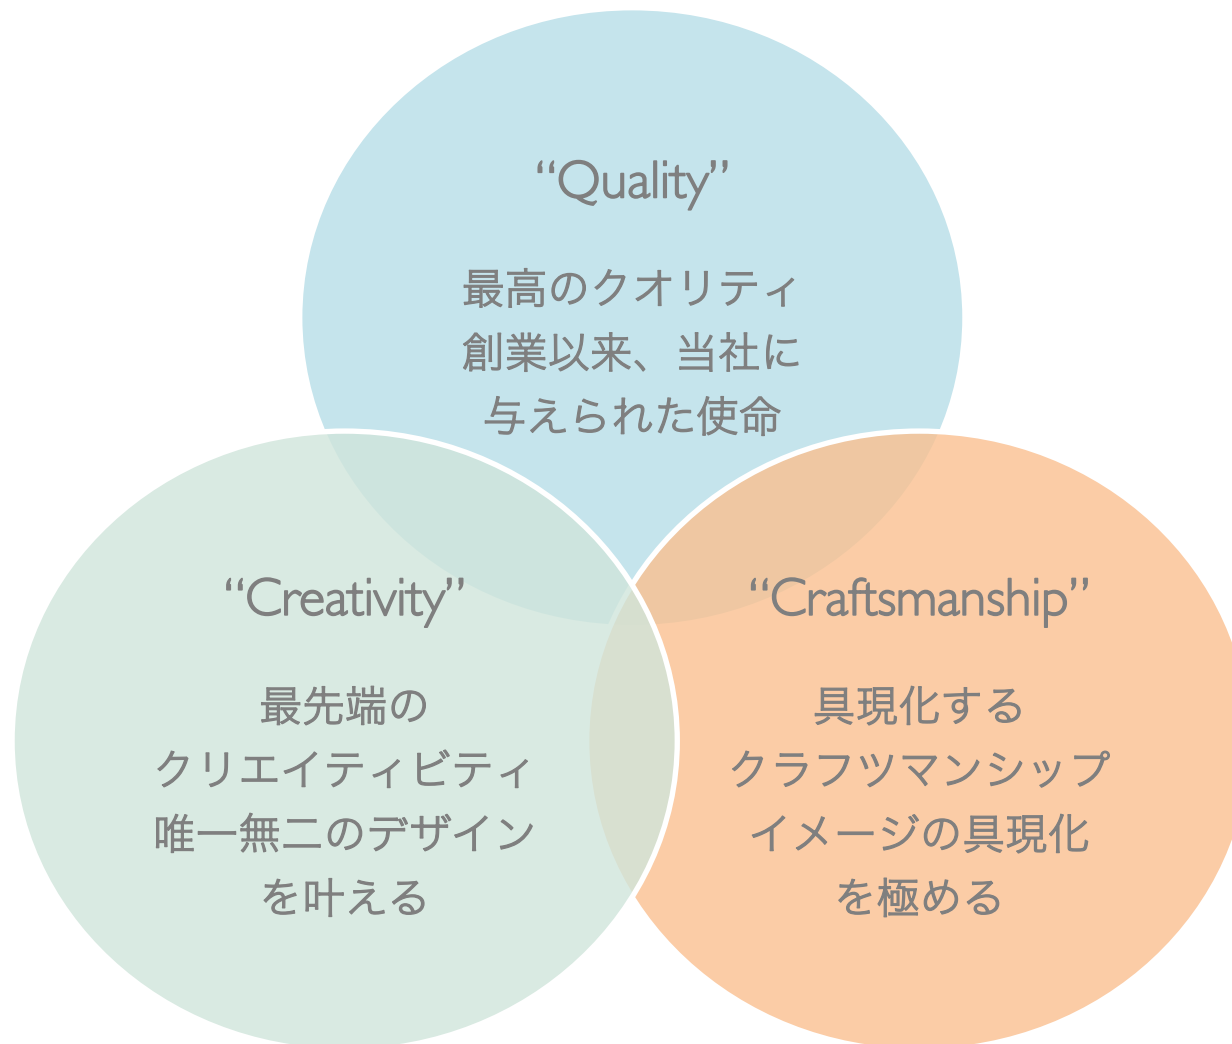 “Quality”
最高のクオリティ
創業以来、当社に
与えられた使命
“Creativity”
最先端の
クリエイティビティ
唯一無二のデザイン
を叶える
“Craftsmanship”
具現化する
クラフツマンシップ
イメージの具現化
を極める